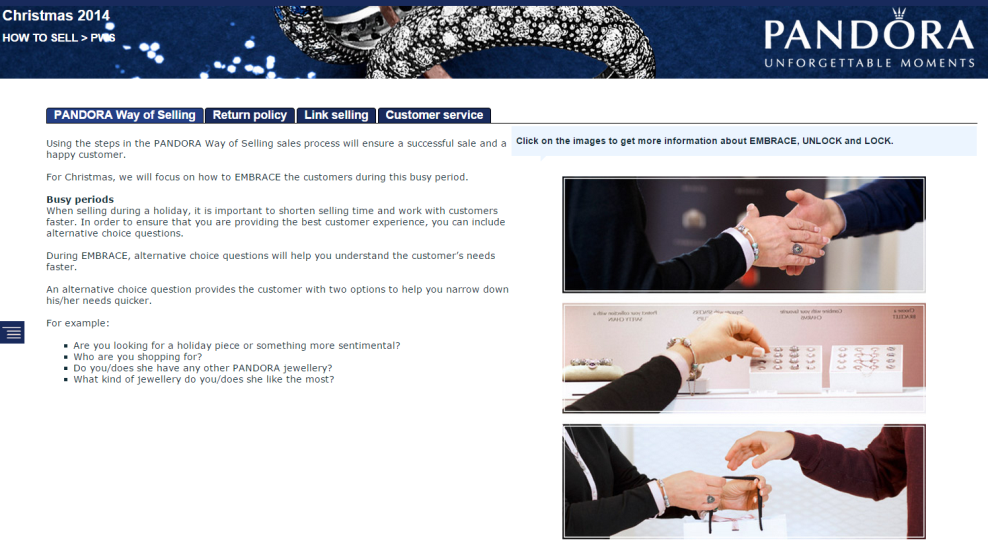 Christmas 2014
HOW TO SELL > PWS
PANDORA
UNFORGETTABLE MOMENTS
PANDORA Way of Selling
Return policy
Link selling
Customer service
Using the steps in the PANDORA Way of Selling sales process will ensure a successful sale and a
happy customer.
For Christmas, we will focus on how to EMBRACE the customers during this busy period.
Busy periods
When selling during a holiday, it is important to shorten selling time and work with customers
faster. In order to ensure that you are providing the best customer experience, you can include
alternative choice questions.
During EMBRACE, alternative choice questions will help you understand the customer's needs
faster.
An alternative choice question provides the customer with two options to help you narrow down
his/her needs quicker.
For example:
Are you looking for a holiday piece or something more sentimental?
Who are you shopping for?
Do you/does she have any other PANDORA jewellery?
What kind of jewellery do you/does she like the most?
Click on the images to get more information about EMBRACE, UNLOCK and LOCK.